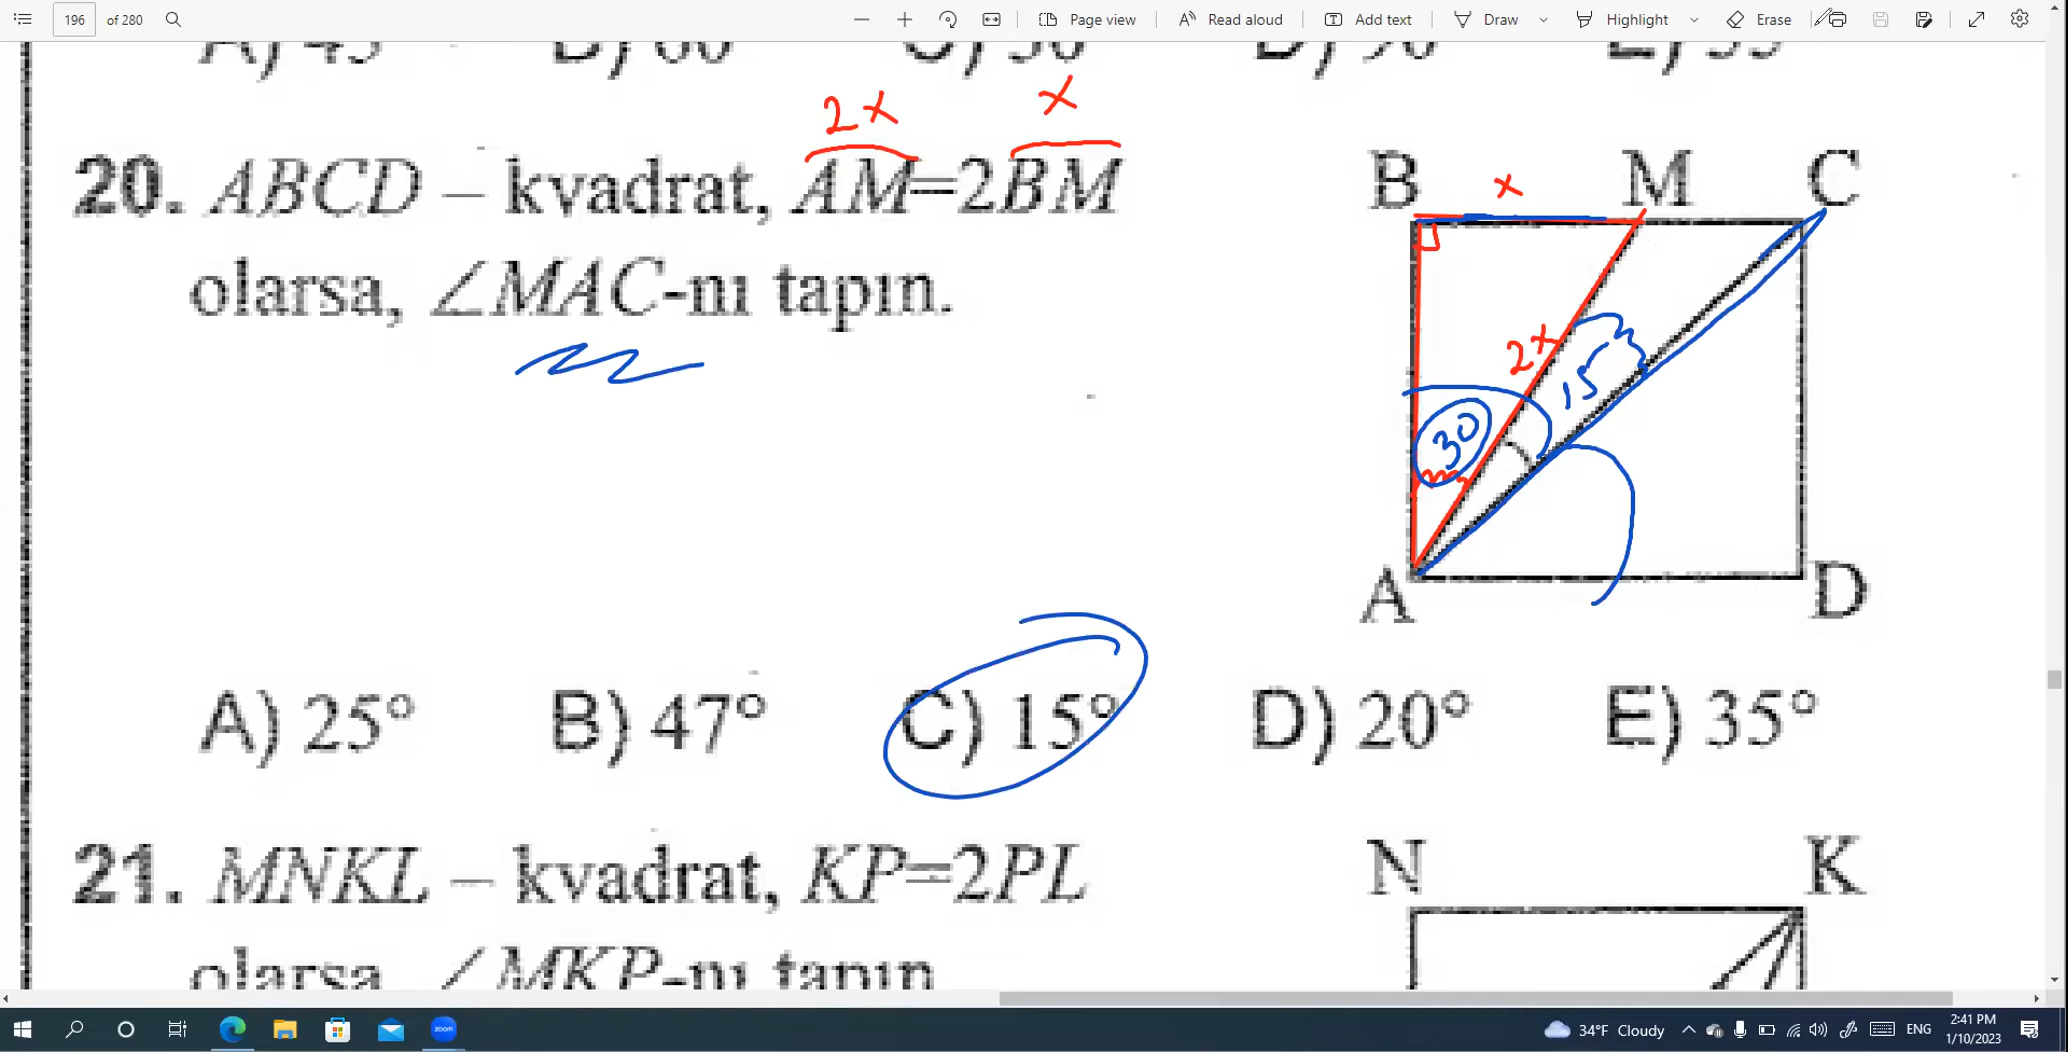 196 of 280 Page view Read aloud Add text Draw Highlight Erase
2x x
20. ABCD – kvadrat, AM=2BM
olarsa, ∠MAC-nı tapın.
B x M C
2x
15
30
A D
A) 25° B) 47° C) 15° D) 20° E) 35°
21. MNKL – kvadrat, KP=2PL
olarsa, ∠MKP-nı tapın
N K
zoom 34°F Cloudy ENG 2:41 PM
1/10/2023